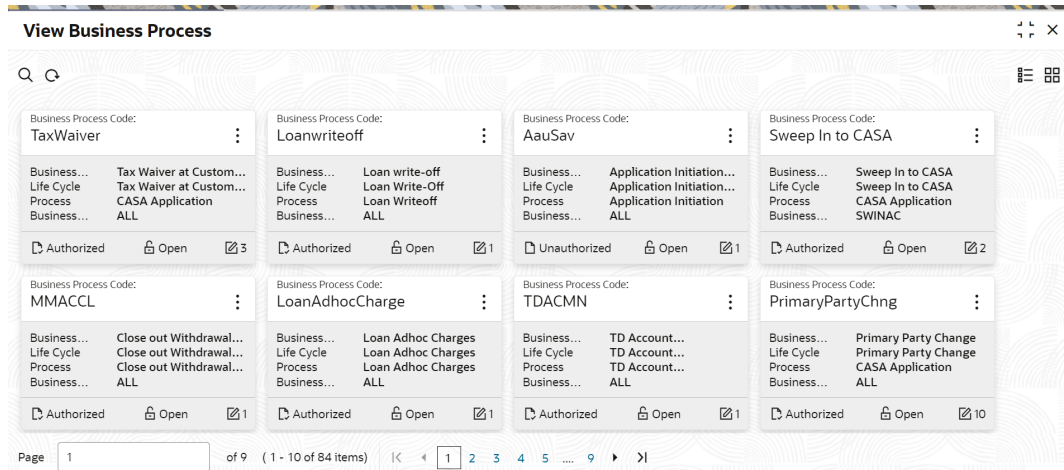 View Business Process
Business Process Code:
TaxWaiver
Business... Tax Waiver at Custom...
Life Cycle Tax Waiver at Custom...
Process CASA Application
Business... ALL
Authorized Open 3
Business Process Code:
Loanwriteoff
Business... Loan write-off
Life Cycle Loan Write-Off
Process Loan Writeoff
Business... ALL
Authorized Open 1
Business Process Code:
AauSav
Business... Application Initiation...
Life Cycle Application Initiation...
Process Application Initiation
Business... ALL
Unauthorized Open 1
Business Process Code:
Sweep In to CASA
Business... Sweep In to CASA
Life Cycle Sweep In to CASA
Process CASA Application
Business... SWINAC
Authorized Open 2
Business Process Code:
MMACCL
Business... Close out Withdrawal...
Life Cycle Close out Withdrawal...
Process Close out Withdrawal...
Business... ALL
Authorized Open 1
Business Process Code:
LoanAdhocCharge
Business... Loan Adhoc Charges
Life Cycle Loan Adhoc Charges
Process Loan Adhoc Charges
Business... ALL
Authorized Open 1
Business Process Code:
TDACMN
Business... TD Account...
Life Cycle TD Account...
Process TD Account...
Business... ALL
Authorized Open 1
Business Process Code:
PrimaryPartyChng
Business... Primary Party Change
Life Cycle Primary Party Change
Process CASA Application
Business... ALL
Authorized Open 10
Page 1 of 9 (1 - 10 of 84 items) 1 2 3 4 5 .... 9